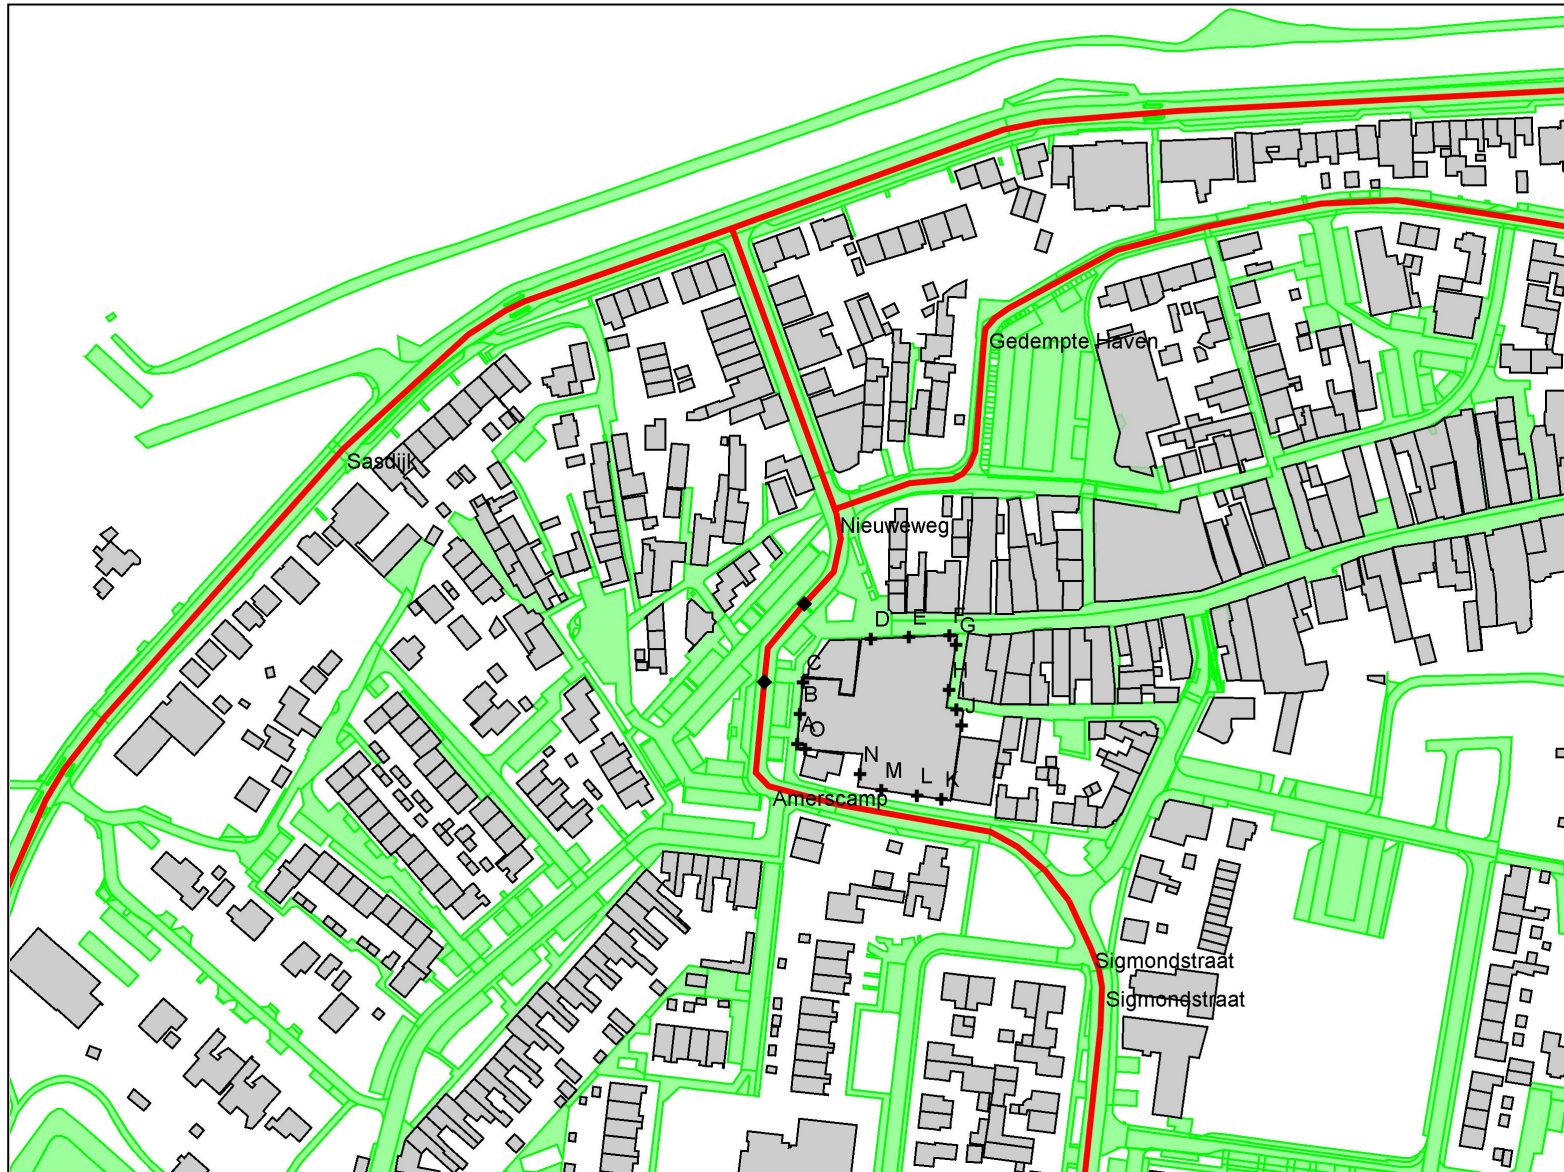 Gedempte Haven
Sasdijk
Nieuweweg
D
E
F
G
C
H
B
I
J
A
O
N
M
L
K
Amerscamp
Sigmondstraat
Sigmondstraat